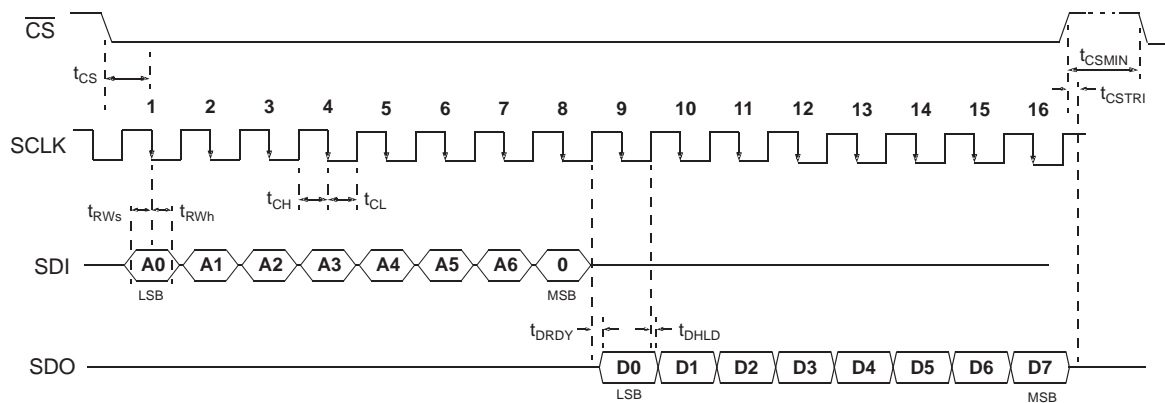 CS
tCS
tCSMIN
tCSTRI
1 2 3 4 5 6 7 8 9 10 11 12 13 14 15 16
SCLK
tRWs tRWh tCH tCL
SDI A0 A1 A2 A3 A4 A5 A6 0
LSB MSB
tDRDY tDHLD
SDO D0 D1 D2 D3 D4 D5 D6 D7
LSB MSB